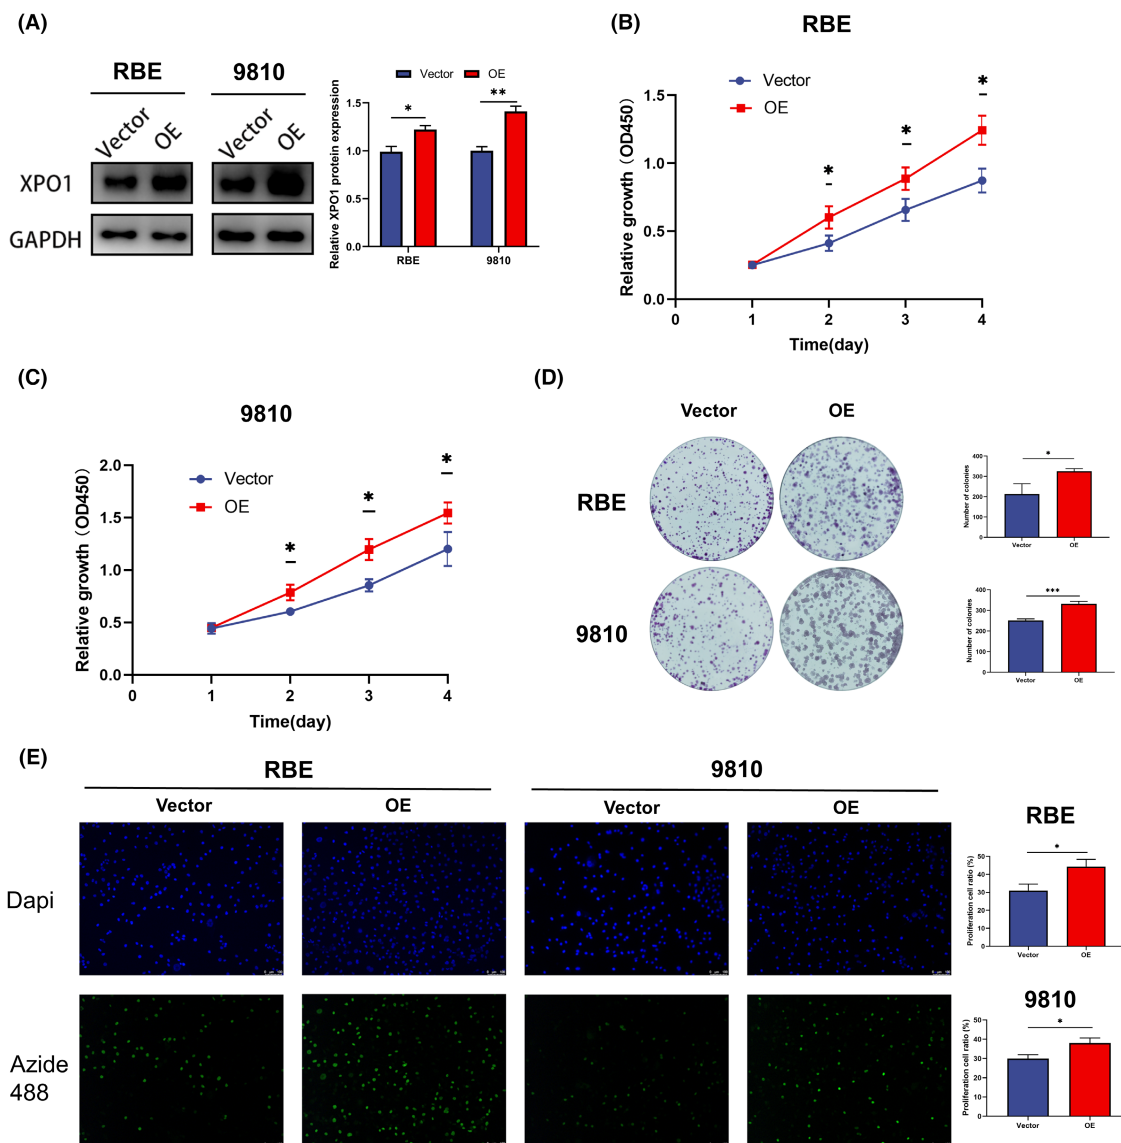 (A)
RBE
9810
Vector
OE
Vector
OE
XPO1
GAPDH
Vector
OE
Relative XPO1 protein expression
1.5
1.0
0.5
0.0
*
**
RBE
9810
(B)
RBE
Vector
OE
Relative growth (OD450)
1.5
1.0
0.5
0.0
*
*
*
0
1
2
3
4
Time(day)
(C)
9810
Vector
OE
Relative growth (OD450)
2.0
1.5
1.0
0.5
0.0
*
*
*
0
1
2
3
4
Time(day)
(D)
Vector
OE
RBE
9810
Number of colonies
400
300
200
100
0
*
Vector
OE
Number of colonies
400
300
200
100
0
***
Vector
OE
(E)
RBE
9810
Vector
OE
Vector
OE
Dapi
Azide
488
RBE
Proliferation cell ratio (%)
50
40
30
20
10
0
*
Vector
OE
9810
Proliferation cell ratio (%)
50
40
30
20
10
0
*
Vector
OE